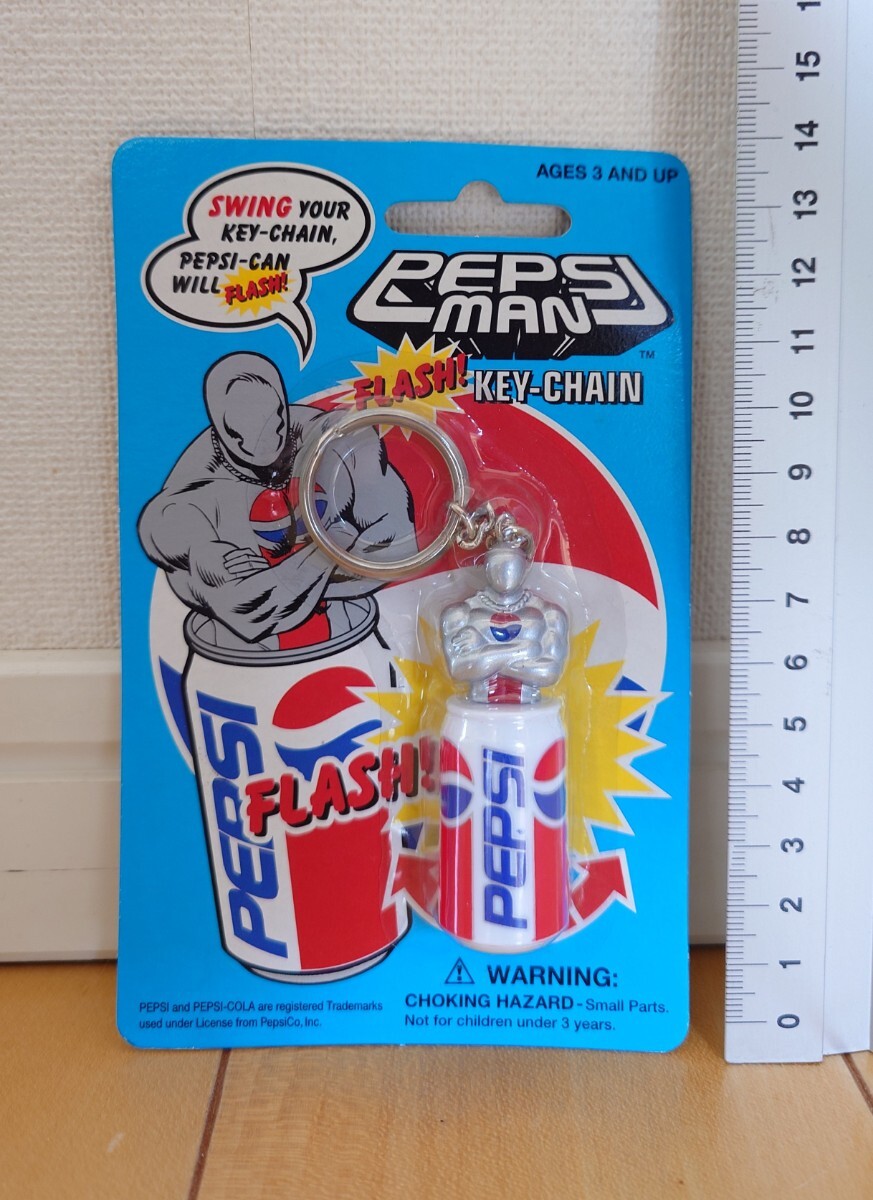 AGES 3 AND UP
SWING YOUR
KEY-CHAIN,
PEPSI-CAN
WILL FLASH!
PEPSI
MAN
TM
FLASH! KEY-CHAIN
PEPSI
FLASH!
PEPSI
WARNING:
CHOKING HAZARD - Small Parts.
Not for children under 3 years.
PEPSI and PEPSI-COLA are registered Trademarks
used under License from PepsiCo, Inc.
15
14
13
12
11
10
9
8
7
6
5
4
3
2
1
0